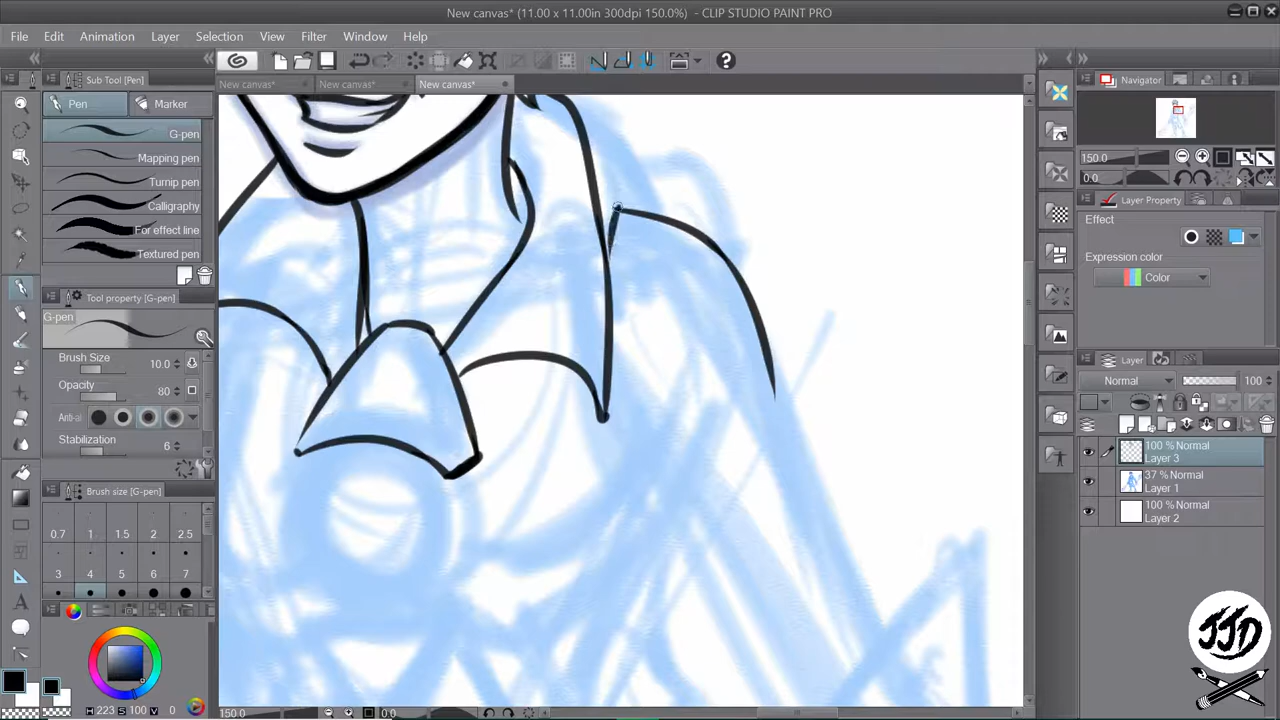 New canvas* (11.00 x 11.00in 300dpi 150.0%) - CLIP STUDIO PAINT PRO
File Edit Animation Layer Selection View Filter Window Help
New canvas* New canvas* New canvas*
Sub Tool [Pen]
Pen Marker
G-pen
Mapping pen
Turnip pen
Calligraphy
For effect line
Textured pen
Tool property [G-pen]
G-pen
Brush Size 10.0
Opacity 80
Anti-al
Stabilization 6
Brush size [G-pen]
0.7 1 1.5 2 2.5
3 4 5 6 7
H 223 S 100 V 0
150.0 0.0
Navigator
150.0
0.0
Layer Property
Effect
Expression color
Color
Layer
Normal 100
100 % Normal
Layer 3
37 % Normal
Layer 1
100 % Normal
Layer 2
JJD